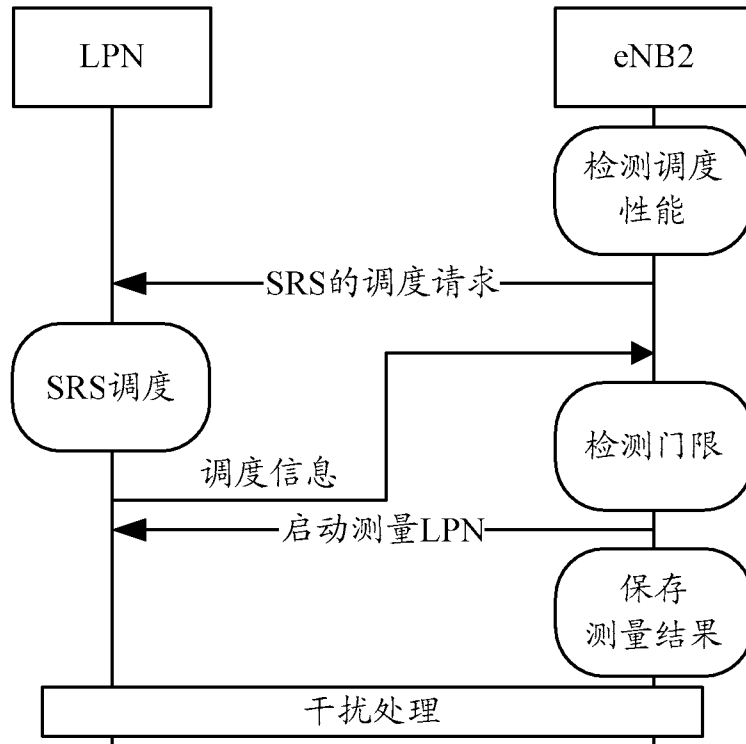 LPN
eNB2
检测调度
性能
SRS的调度请求
SRS调度
检测门限
调度信息
启动测量LPN
保存
测量结果
干扰处理